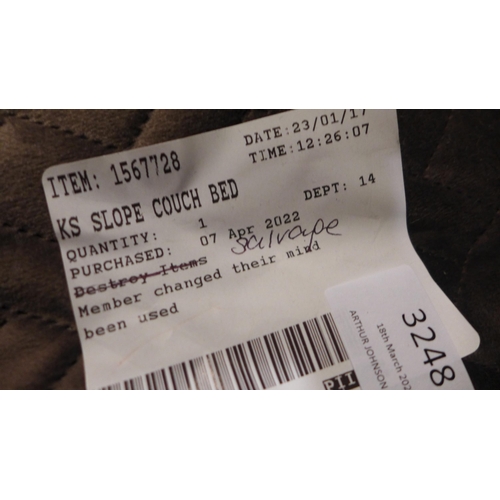 DATE:23/01/17
TIME:12:26:07
ITEM: 1567728
KS SLOPE COUCH BED
DEPT: 14
QUANTITY: 1
PURCHASED: 07 Apr 2022
Destroy Items salvage
Member changed their mind
been used
3248
18th March 202
ARTHUR JOHNSON